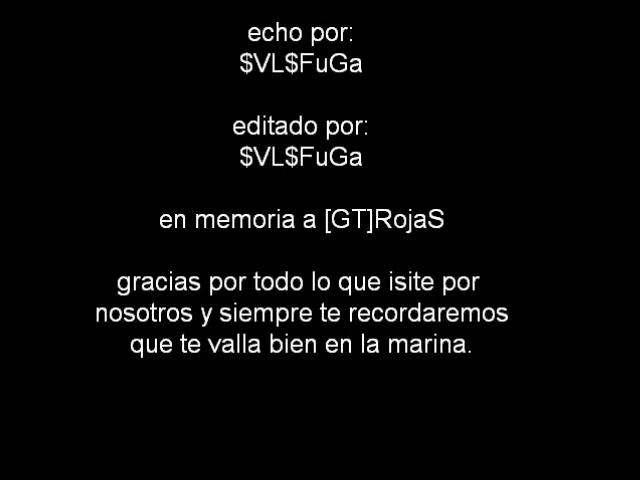 echo por:
$VL$FuGa
editado por:
$VL$FuGa
en memoria a [GT]RojaS
gracias por todo lo que isite por
nosotros y siempre te recordaremos
que te valla bien en la marina.